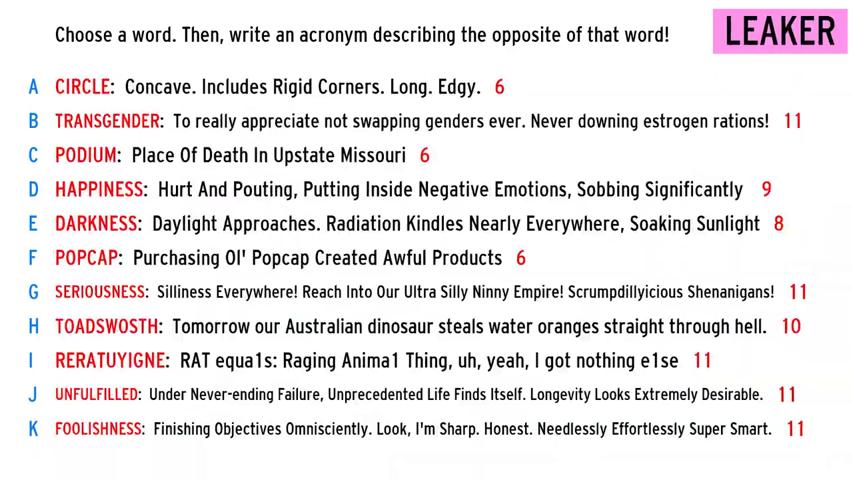 Choose a word. Then, write an acronym describing the opposite of that word!
LEAKER
A CIRCLE: Concave. Includes Rigid Corners. Long. Edgy. 6
B TRANSGENDER: To really appreciate not swapping genders ever. Never downing estrogen rations! 11
C PODIUM: Place Of Death In Upstate Missouri 6
D HAPPINESS: Hurt And Pouting, Putting Inside Negative Emotions, Sobbing Significantly 9
E DARKNESS: Daylight Approaches. Radiation Kindles Nearly Everywhere, Soaking Sunlight 8
F POPCAP: Purchasing Ol' Popcap Created Awful Products 6
G SERIOUSNESS: Silliness Everywhere! Reach Into Our Ultra Silly Ninny Empire! Scrumpdillyicious Shenanigans! 11
H TOADSWOSTH: Tomorrow our Australian dinosaur steals water oranges straight through hell. 10
I RERATUYIGNE: RAT equa1s: Raging Anima1 Thing, uh, yeah, I got nothing e1se 11
J UNFULFILLED: Under Never-ending Failure, Unprecedented Life Finds Itself. Longevity Looks Extremely Desirable. 11
K FOOLISHNESS: Finishing Objectives Omnisciently. Look, I'm Sharp. Honest. Needlessly Effortlessly Super Smart. 11